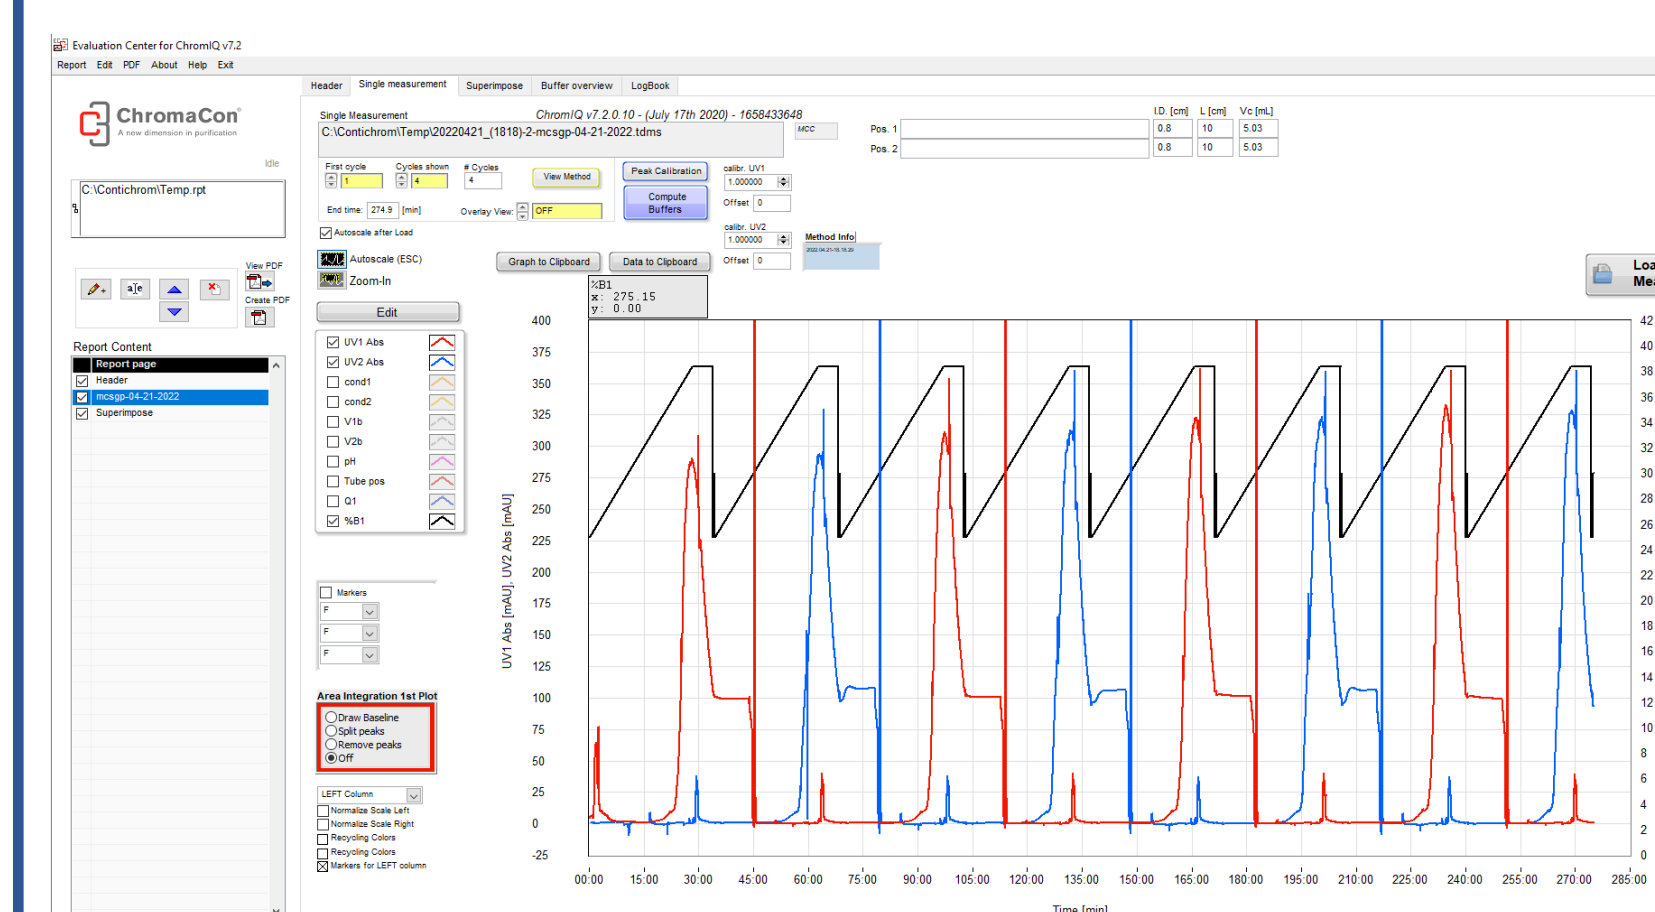 Evaluation Center for ChromIQ v7.2
Report Edit PDF About Help Exit
Header Single measurement Superimpose Buffer overview LogBook
ChromaCon®
A new dimension in purification
Idle
C:\Contichrom\Temp.rpt
View PDF
Create PDF
Report Content
Report page
Header
mcsgp-04-21-2022
Superimpose
Single Measurement
ChromIQ v7.2.0.10 - (July 17th 2020) - 1658433648
C:\Contichrom\Temp\20220421_(1818)-2-mcsgp-04-21-2022.tdms
MCC
Pos. 1
Pos. 2
I.D. [cm] L [cm] Vc [mL]
0.8 10 5.03
0.8 10 5.03
First cycle Cycles shown # Cycles
1 4 4
View Method
Peak Calibration
Compute
Buffers
calibr. UV1
1.000000
Offset 0
End time: 274.9 [min] Overlay View: OFF
calibr. UV2
1.000000
Offset 0
Method Info
2022.04.21-18.18.29
Autoscale after Load
Autoscale (ESC)
Zoom-In
Graph to Clipboard
Data to Clipboard
Edit
%B1
x: 275.15
y: 0.00
UV1 Abs
UV2 Abs
cond1
cond2
V1b
V2b
pH
Tube pos
Q1
%B1
Markers
F
F
F
Area Integration 1st Plot
Draw Baseline
Split peaks
Remove peaks
Off
LEFT Column
Normalize Scale Left
Normalize Scale Right
Recycling Colors
Recycling Colors
Markers for LEFT column
UV1 Abs [mAU], UV2 Abs [mAU]
400
375
350
325
300
275
250
225
200
175
150
125
100
75
50
25
0
-25
42
40
38
36
34
32
30
28
26
24
22
20
18
16
14
12
10
8
6
4
2
0
00:00 15:00 30:00 45:00 60:00 75:00 90:00 105:00 120:00 135:00 150:00 165:00 180:00 195:00 210:00 225:00 240:00 255:00 270:00 285:00
Time [min]